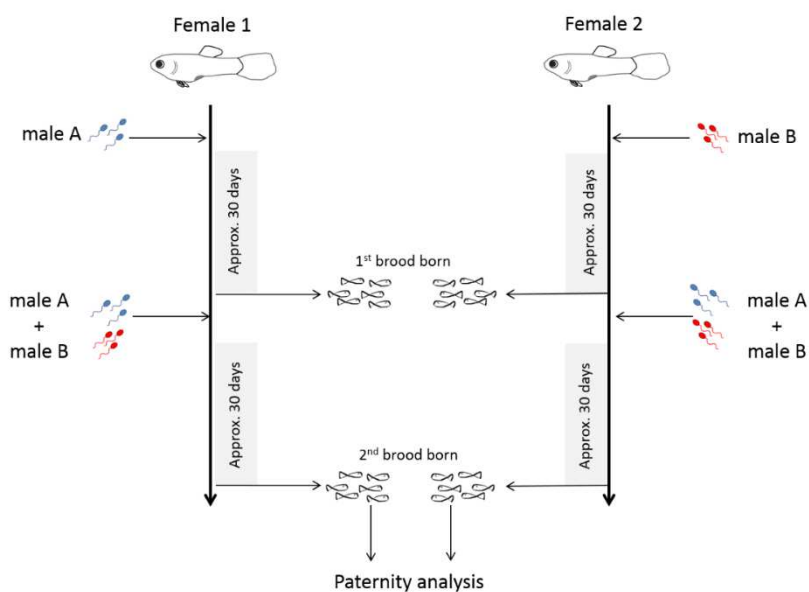 Female 1
Female 2
male A
male B
Approx. 30 days
Approx. 30 days
1st brood born
male A
+
male B
male A
+
male B
Approx. 30 days
Approx. 30 days
2nd brood born
Paternity analysis